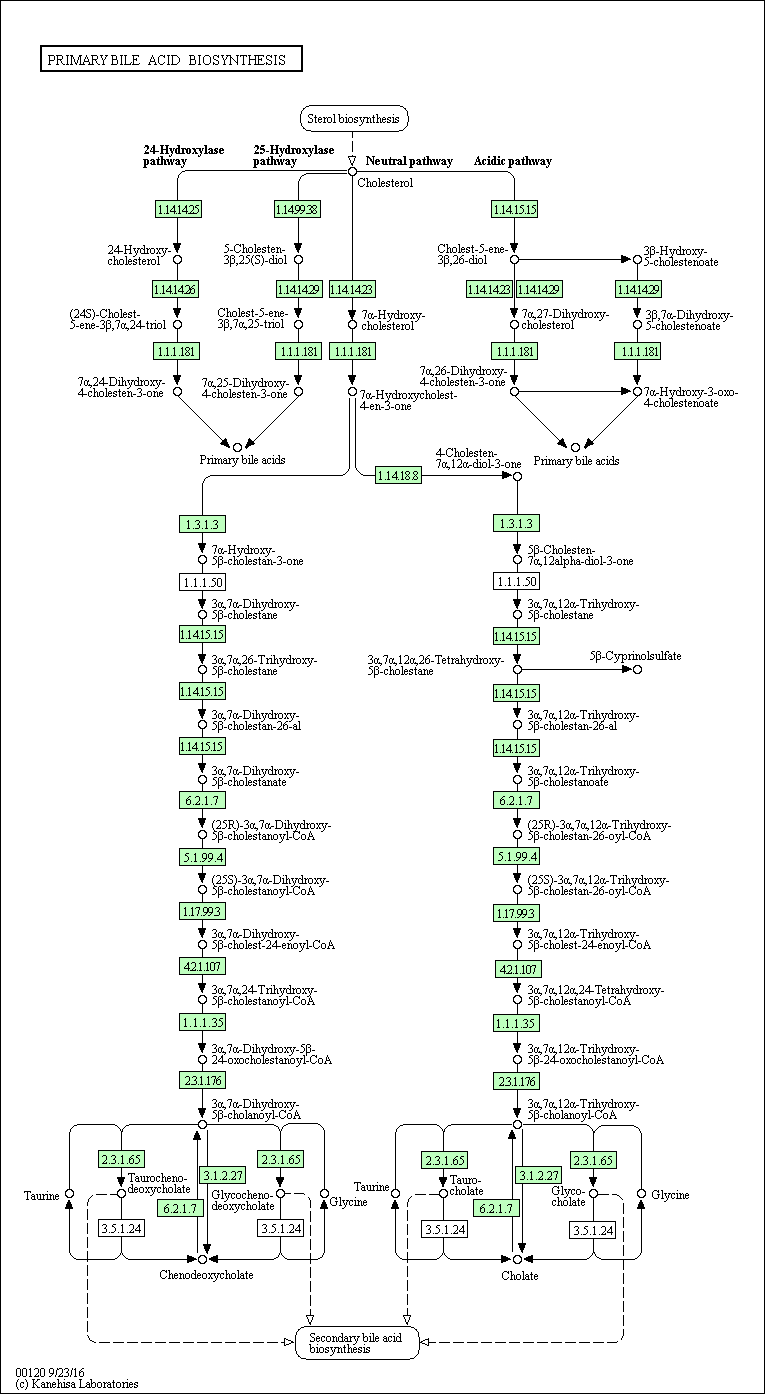 PRIMARY BILE ACID BIOSYNTHESIS
Sterol biosynthesis
24-Hydroxylase
pathway
25-Hydroxylase
pathway
Neutral pathway
Acidic pathway
Cholesterol
1.14.14.25
1.14.99.38
1.14.15.15
24-Hydroxy-
cholesterol
5-Cholesten-
3β,25(S)-diol
Cholest-5-ene-
3β,26-diol
3β-Hydroxy-
5-cholestenoate
1.14.14.26
1.14.14.29
1.14.14.23
1.14.14.23
1.14.14.29
1.14.14.29
(24S)-Cholest-
5-ene-3β,7α,24-triol
Cholest-5-ene-
3β,7α,25-triol
7α-Hydroxy-
cholesterol
7α,27-Dihydroxy-
cholesterol
3β,7α-Dihydroxy-
5-cholestenoate
1.1.1.181
1.1.1.181
1.1.1.181
1.1.1.181
1.1.1.181
7α,24-Dihydroxy-
4-cholesten-3-one
7α,25-Dihydroxy-
4-cholesten-3-one
7α-Hydroxycholest-
4-en-3-one
7α,26-Dihydroxy-
4-cholesten-3-one
7α-Hydroxy-3-oxo-
4-cholestenoate
Primary bile acids
Primary bile acids
1.14.18.8
4-Cholesten-
7α,12α-diol-3-one
1.3.1.3
1.3.1.3
7α-Hydroxy-
5β-cholestan-3-one
5β-Cholesten-
7α,12alpha-diol-3-one
1.1.1.50
1.1.1.50
3α,7α-Dihydroxy-
5β-cholestane
3α,7α,12α-Trihydroxy-
5β-cholestane
1.14.15.15
1.14.15.15
3α,7α,26-Trihydroxy-
5β-cholestane
3α,7α,12α,26-Tetrahydroxy-
5β-cholestane
5β-Cyprinolsulfate
1.14.15.15
1.14.15.15
3α,7α-Dihydroxy-
5β-cholestan-26-al
3α,7α,12α-Trihydroxy-
5β-cholestan-26-al
1.14.15.15
1.14.15.15
3α,7α-Dihydroxy-
5β-cholestanate
3α,7α,12α-Trihydroxy-
5β-cholestanoate
6.2.1.7
6.2.1.7
(25R)-3α,7α-Dihydroxy-
5β-cholestanoyl-CoA
(25R)-3α,7α,12α-Trihydroxy-
5β-cholestan-26-oyl-CoA
5.1.99.4
5.1.99.4
(25S)-3α,7α-Dihydroxy-
5β-cholestanoyl-CoA
(25S)-3α,7α,12α-Trihydroxy-
5β-cholestan-26-oyl-CoA
1.17.99.3
1.17.99.3
3α,7α-Dihydroxy-
5β-cholest-24-enoyl-CoA
3α,7α,12α-Trihydroxy-
5β-cholest-24-enoyl-CoA
4.2.1.107
4.2.1.107
3α,7α,24-Trihydroxy-
5β-cholestanoyl-CoA
3α,7α,12α,24-Tetrahydroxy-
5β-cholestanoyl-CoA
1.1.1.35
1.1.1.35
3α,7α-Dihydroxy-5β-
24-oxocholestanoyl-CoA
3α,7α,12α-Trihydroxy-
5β-24-oxocholestanoyl-CoA
2.3.1.176
2.3.1.176
3α,7α-Dihydroxy-
5β-cholanoyl-CoA
3α,7α,12α-Trihydroxy-
5β-cholanoyl-CoA
2.3.1.65
3.1.2.27
2.3.1.65
2.3.1.65
3.1.2.27
2.3.1.65
Taurine
Taurocheno-
deoxycholate
Glycocheno-
deoxycholate
Glycine
Taurine
Tauro-
cholate
Glyco-
cholate
Glycine
3.5.1.24
6.2.1.7
3.5.1.24
3.5.1.24
6.2.1.7
3.5.1.24
Chenodeoxycholate
Cholate
Secondary bile acid
biosynthesis
00120 9/23/16
(c) Kanehisa Laboratories